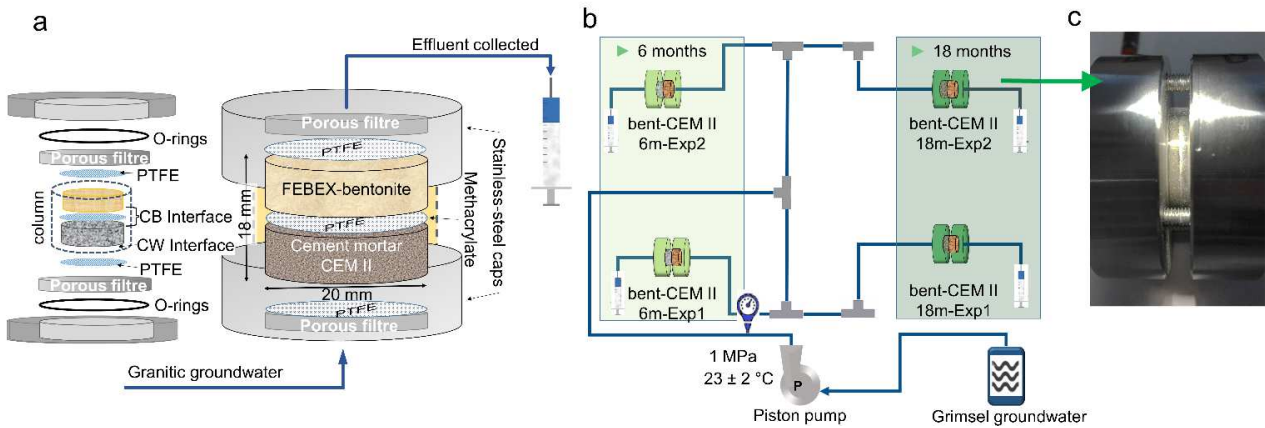 a
Effluent collected
O-rings
Porous filtre
PTFE
column
CB Interface
CW Interface
PTFE
Porous filtre
O-rings
Porous filtre
PTFE
FEBEX-bentonite
18 mm
PTFE
Cement mortar
CEM II
20 mm
PTFE
Porous filtre
Stainless-steel caps
Methacrylate
Granitic groundwater
b
6 months
bent-CEM II
6m-Exp2
bent-CEM II
6m-Exp1
18 months
bent-CEM II
18m-Exp2
bent-CEM II
18m-Exp1
1 MPa
23 ± 2 °C
P
Piston pump
Grimsel groundwater
c